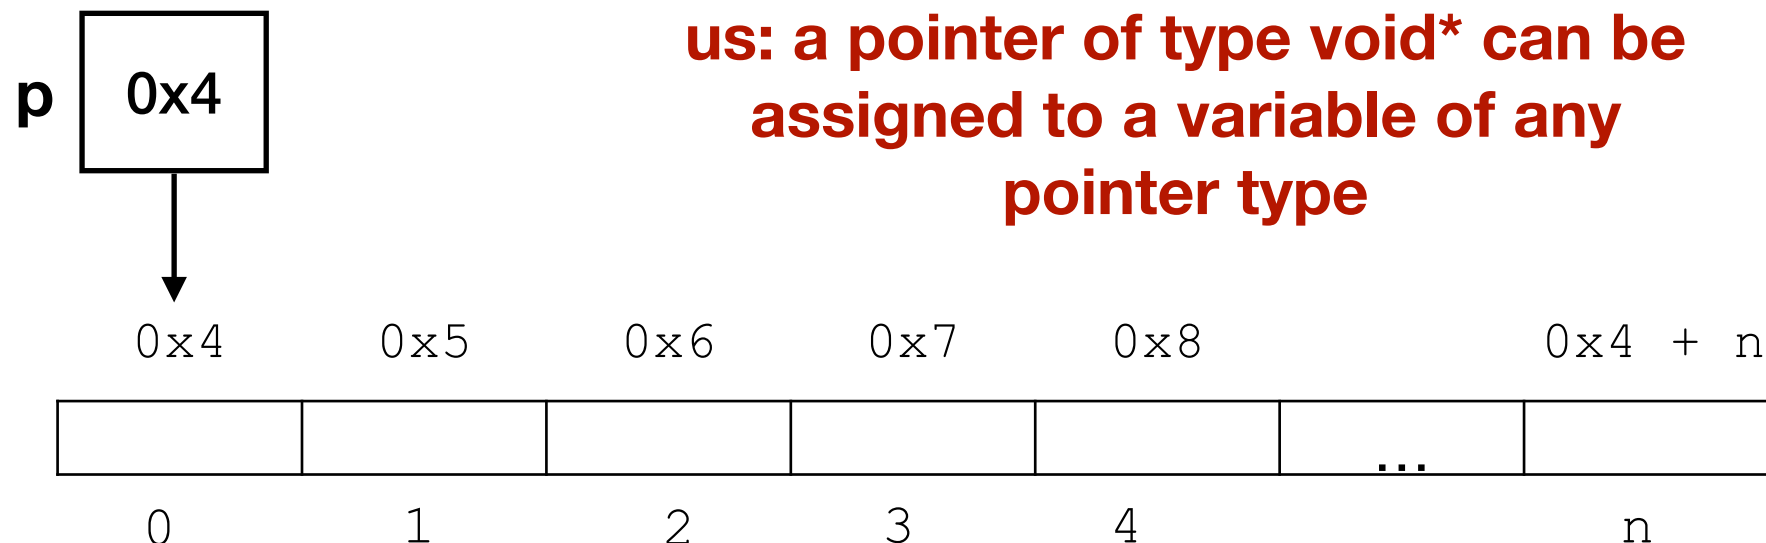 us: a pointer of type void* can be
assigned to a variable of any
pointer type
p 0x4
0x4 0x5 0x6 0x7 0x8 0x4 + n
...
0 1 2 3 4 n